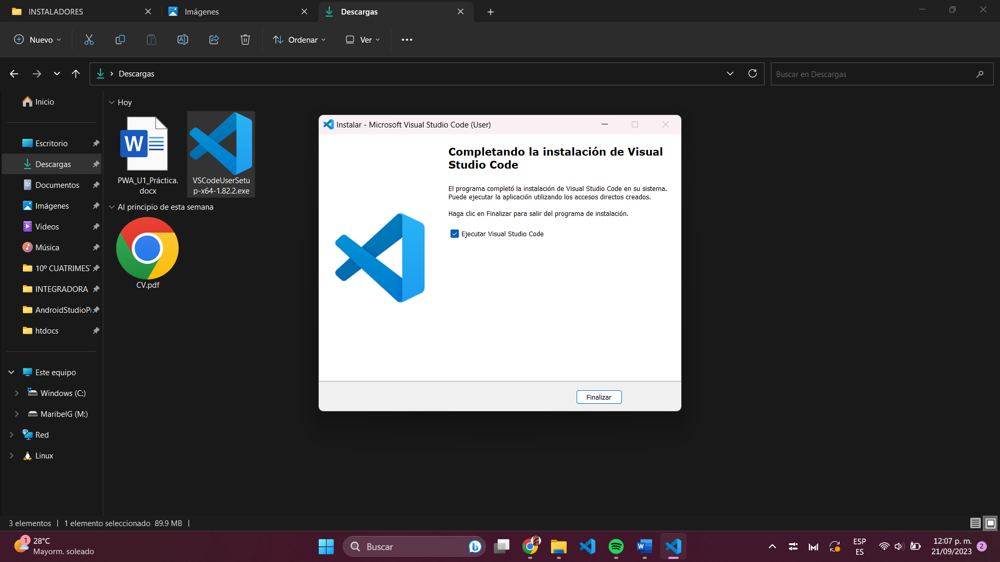 INSTALADORES
Imágenes
Descargas
Nuevo
Ordenar
Ver
Descargas
Buscar en Descargas
Inicio
Escritorio
Descargas
Documentos
Imágenes
Videos
Música
10º CUATRIMEST
INTEGRADORA
AndroidStudioPr
htdocs
Este equipo
Windows (C:)
MaribelG (M:)
Red
Linux
Hoy
PWA_U1_Práctica.
docx
VSCodeUserSetu
p-x64-1.82.2.exe
Al principio de esta semana
CV.pdf
Instalar - Microsoft Visual Studio Code (User)
Completando la instalación de Visual
Studio Code
El programa completó la instalación de Visual Studio Code en su sistema.
Puede ejecutar la aplicación utilizando los accesos directos creados.
Haga clic en Finalizar para salir del programa de instalación.
Ejecutar Visual Studio Code
Finalizar
3 elementos
1 elemento seleccionado 89.9 MB
1
28°C
Mayorm. soleado
Buscar
ESP
ES
12:07 p. m.
21/09/2023
2